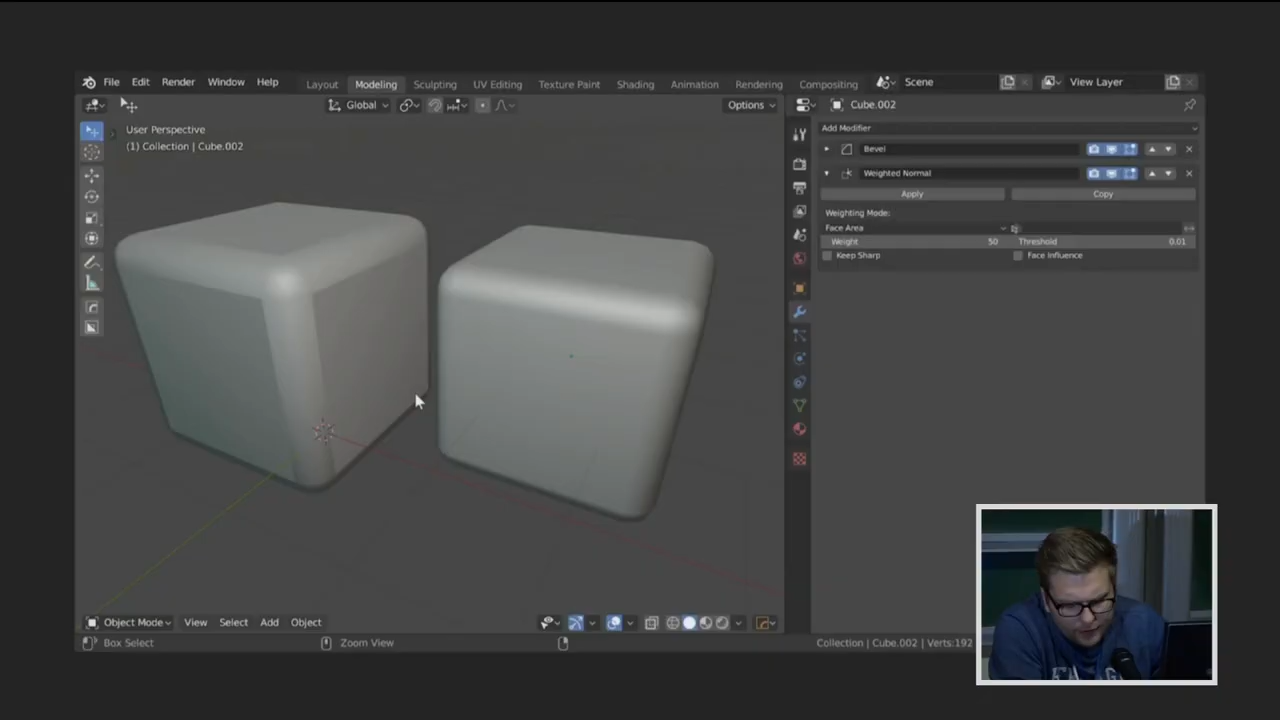 File Edit Render Window Help Layout Modeling Sculpting UV Editing Texture Paint Shading Animation Rendering Compositing Scene View Layer
Global Options Cube.002
User Perspective
(1) Collection | Cube.002
Add Modifier
Bevel
Weighted Normal
Apply Copy
Weighting Mode:
Face Area
Weight 50 Threshold 0.01
Keep Sharp Face Influence
Object Mode View Select Add Object
Box Select Zoom View Collection | Cube.002 | Verts:192